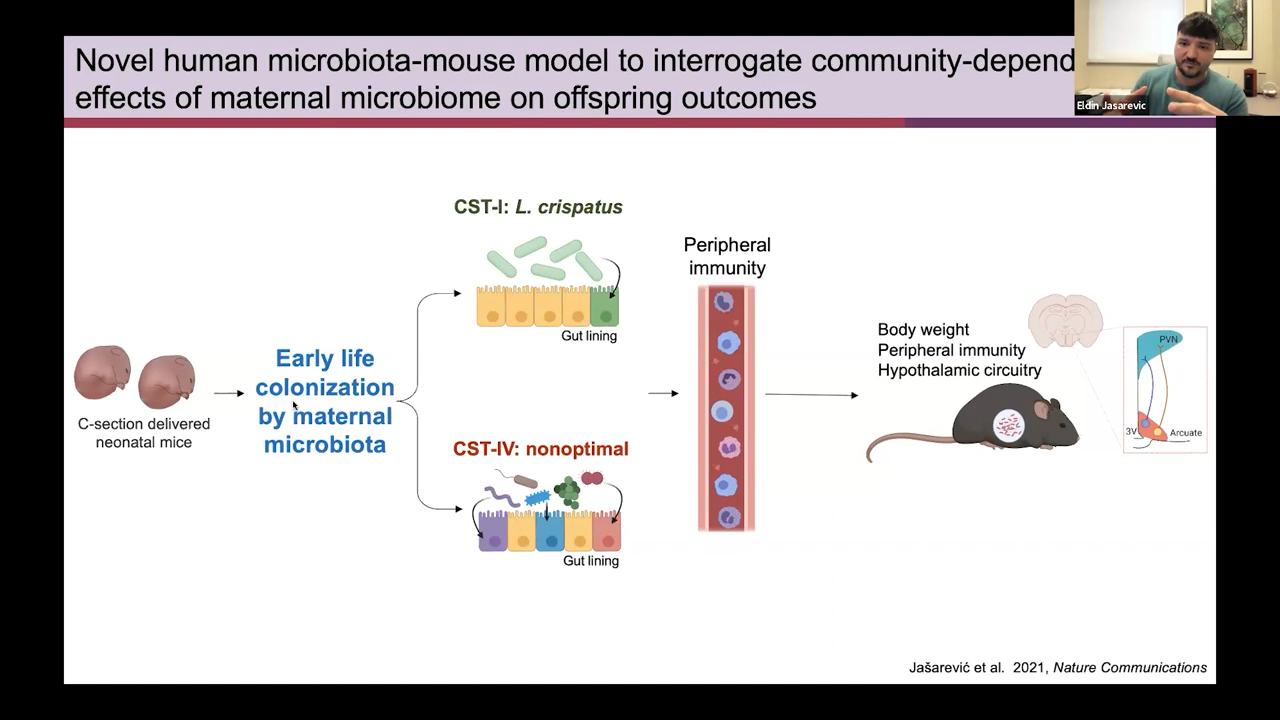 Novel human microbiota-mouse model to interrogate community-depend
effects of maternal microbiome on offspring outcomes
Eldin Jasarevic
CST-I: L. crispatus
Gut lining
Peripheral
immunity
Body weight
Peripheral immunity
Hypothalamic circuitry
PVN
3V
Arcuate
C-section delivered
neonatal mice
Early life
colonization
by maternal
microbiota
CST-IV: nonoptimal
Gut lining
Jašarević et al. 2021, Nature Communications